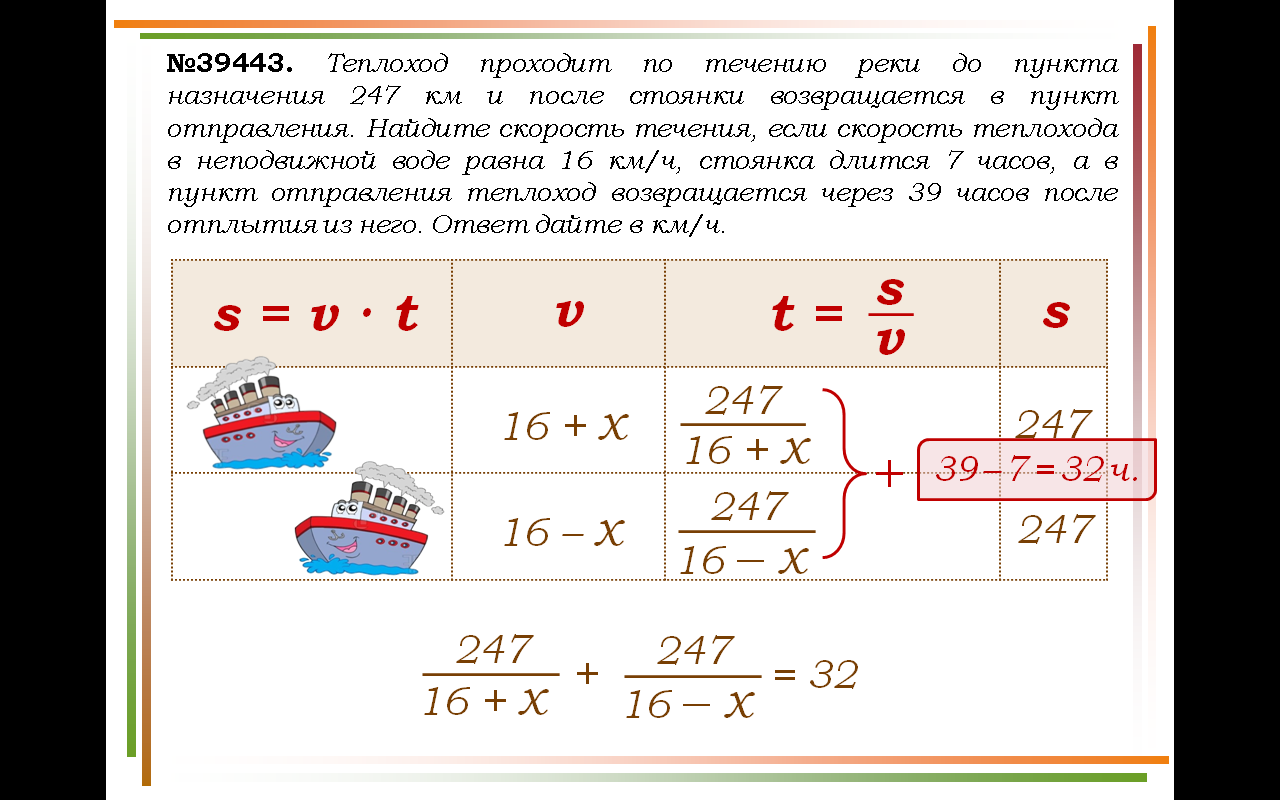 №39443. Теплоход проходит по течению реки до пункта
назначения 247 км и после стоянки возвращается в пункт
отправления. Найдите скорость течения, если скорость теплохода
в неподвижной воде равна 16 км/ч, стоянка длится 7 часов, а в
пункт отправления теплоход возвращается через 39 часов после
отплытия из него. Ответ дайте в км/ч.
s = v · t
v
t = s/v
s
16 + x
247/16 + x
247
+
39 – 7 = 32 ч.
16 – x
247/16 – x
247
247/16 + x + 247/16 – x = 32